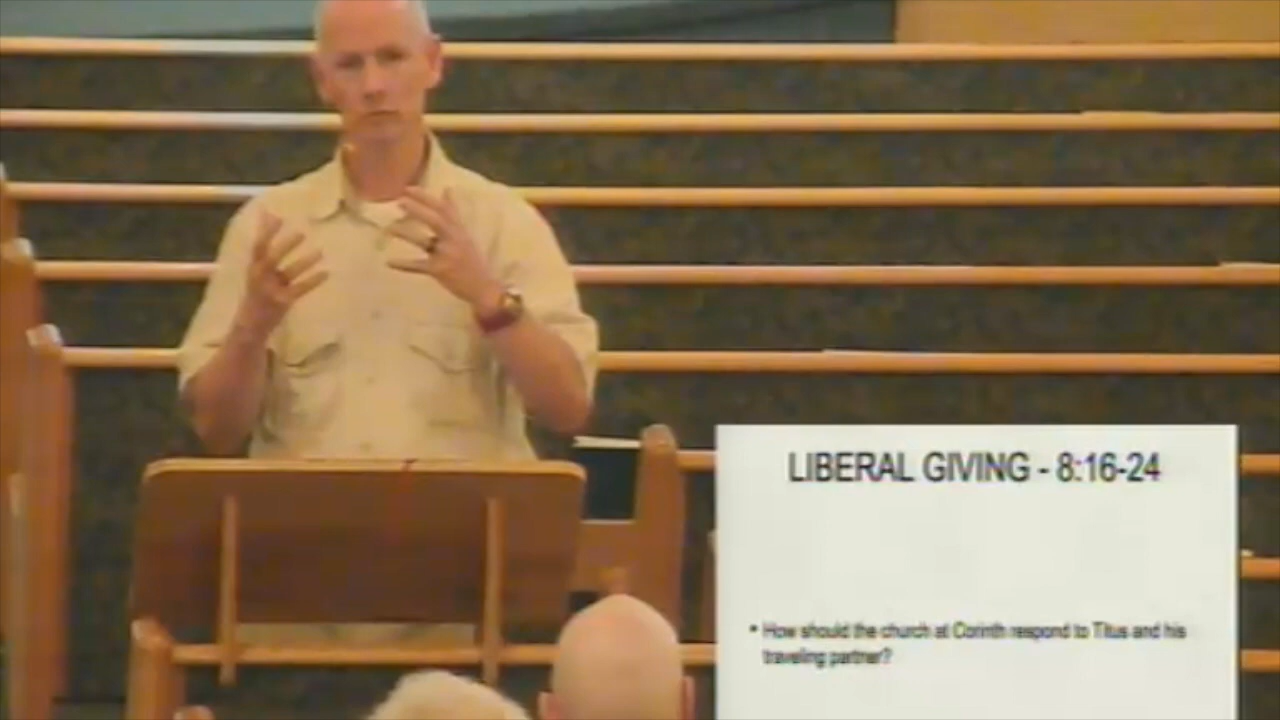 LIBERAL GIVING - 8:16-24
• How should the church at Corinth respond to Titus and his
traveling partner?